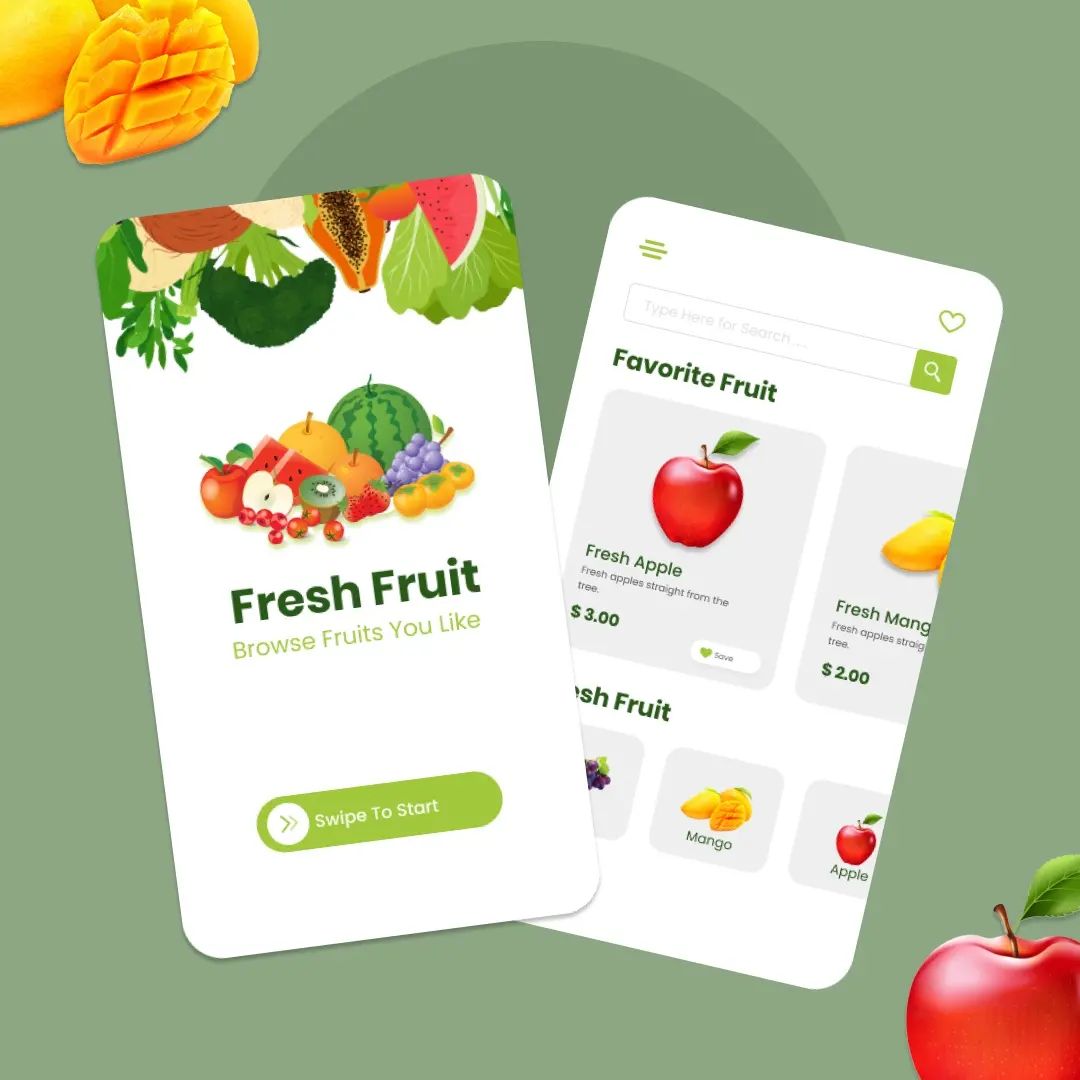 Fresh Fruit
Browse Fruits You Like
Swipe To Start
Type Here for Search ...
Favorite Fruit
Fresh Apple
Fresh apples straight from the
tree.
$ 3.00
Save
Fresh Mang
Fresh apples straig
tree.
$ 2.00
esh Fruit
Mango
Apple